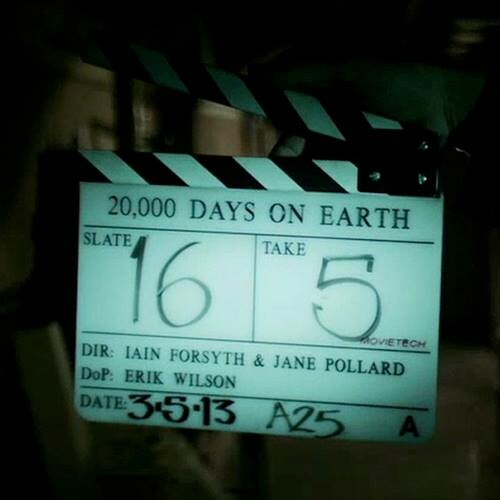 20,000 DAYS ON EARTH
SLATE 16 TAKE 5
MOVIETECH
DIR: IAIN FORSYTH & JANE POLLARD
DoP: ERIK WILSON
DATE: 3·5·13 A25 A